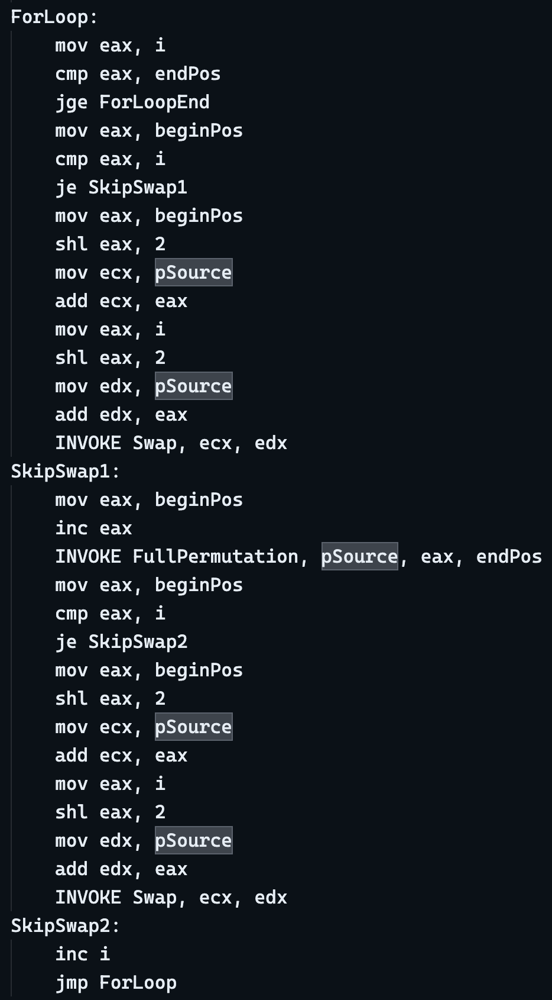 ForLoop:
mov eax, i
cmp eax, endPos
jge ForLoopEnd
mov eax, beginPos
cmp eax, i
je SkipSwap1
mov eax, beginPos
shl eax, 2
mov ecx, pSource
add ecx, eax
mov eax, i
shl eax, 2
mov edx, pSource
add edx, eax
INVOKE Swap, ecx, edx
SkipSwap1:
mov eax, beginPos
inc eax
INVOKE FullPermutation, pSource, eax, endPos
mov eax, beginPos
cmp eax, i
je SkipSwap2
mov eax, beginPos
shl eax, 2
mov ecx, pSource
add ecx, eax
mov eax, i
shl eax, 2
mov edx, pSource
add edx, eax
INVOKE Swap, ecx, edx
SkipSwap2:
inc i
jmp ForLoop